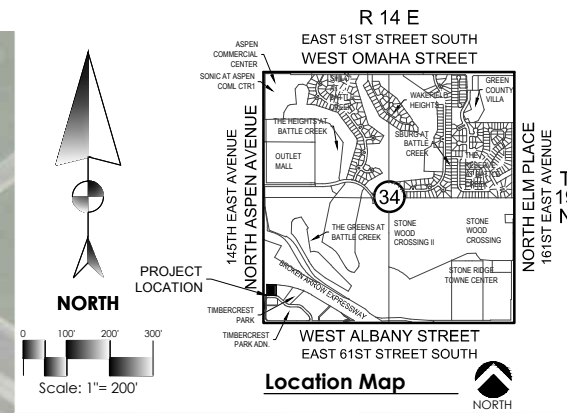 R 14 E
EAST 51ST STREET SOUTH
WEST OMAHA STREET
ASPEN
COMMERCIAL
CENTER
SONIC AT ASPEN
COML CTR1
145TH EAST AVENUE
NORTH ASPEN AVENUE
THE HEIGHTS AT
BATTLE CREEK
OUTLET
MALL
WAKEFIELD
HEIGHTS
GREEN
COUNTY
VILLA
SBURG AT
BATTLE
CREEK
34
THE GREENS AT
BATTLE CREEK
STONE
WOOD
CROSSING II
STONE
WOOD
CROSSING
STONE RIDGE
TOWNE CENTER
BROKEN ARROW EXPRESSWAY
NORTH ELM PLACE
161ST EAST AVENUE
PROJECT
LOCATION
TIMBERCREST
PARK
TIMBERCREST
PARK ADN.
WEST ALBANY STREET
EAST 61ST STREET SOUTH
Location Map
NORTH
NORTH
0 100' 200' 300'
Scale: 1"= 200'